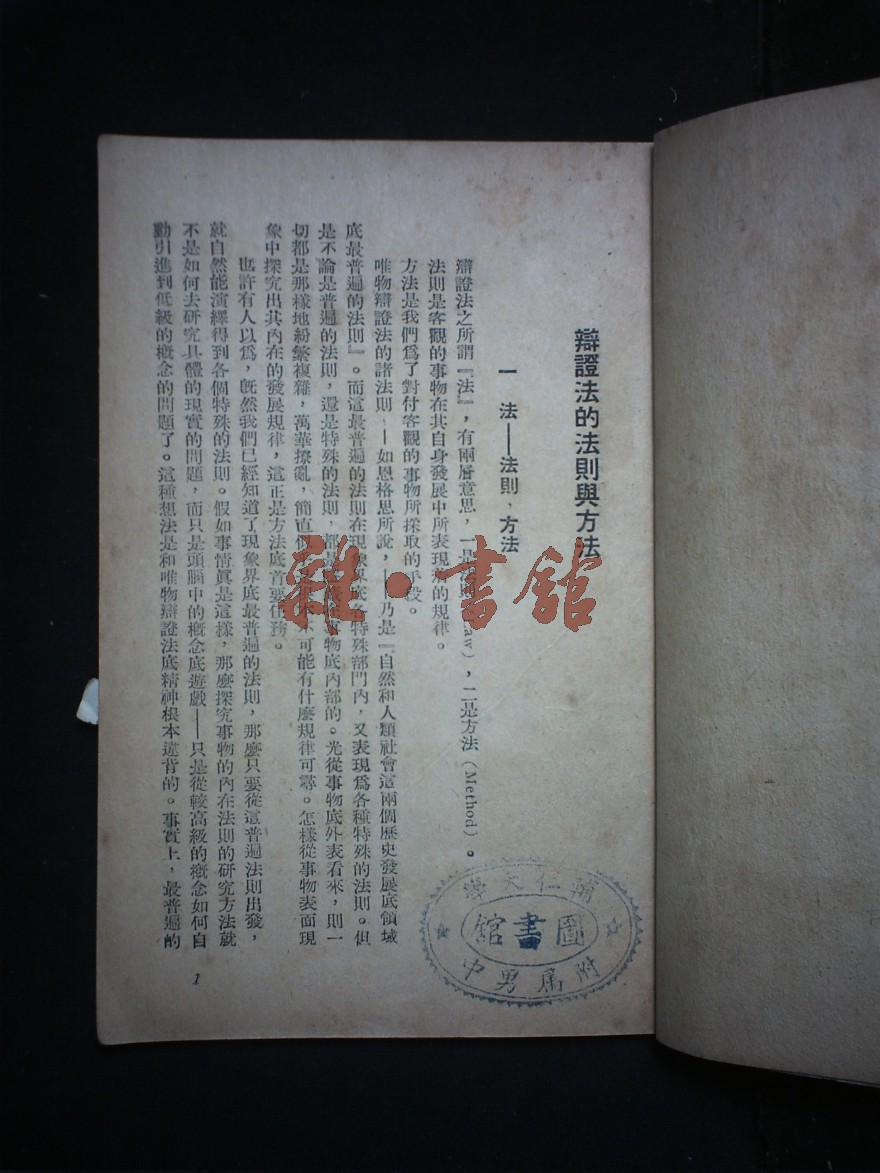 辯證法的法則與方法
一 法——法則，方法
辯證法之所謂『法』，有兩層意思，一是法則（Law），二是方法（Method）。
法則是客觀的事物在其自身發展中所表現着的規律。
方法是我們爲了對付客觀的事物所採取的手段。
唯物辯證法的諸法則——如恩格思所說，——乃是『自然和人類社會這兩個歷史發展底領域
底最普遍的法則』。而這最普遍的法則在現象界底各特殊部門內，又表現爲各種特殊的法則。但
是不論是普遍的法則，還是特殊的法則，都是事物底內部的。光從事物底外表看來，則一
切都是那樣地紛繁複雜，萬華撩亂，簡直似不可能有什麼規律可尋。怎樣從事物表面現
象中探究出其內在的發展規律，這正是方法底首要任務。
也許有人以爲，既然我們已經知道了現象界底最普遍的法則，那麼只要從這普遍法則出發，
就自然能演繹得到各個特殊的法則。假如事情眞是這樣，那麼探究事物的內在法則的研究方法就
不是如何去研究具體的現實的問題，而只是頭腦中的槪念底遊戲——只是從較高級的槪念如何自
動引進到低級的槪念的問題了。這種想法是和唯物辯證法底精神根本違背的。事實上，最普遍的
1
輔仁大學
圖書館
附屬男中
雜·書館